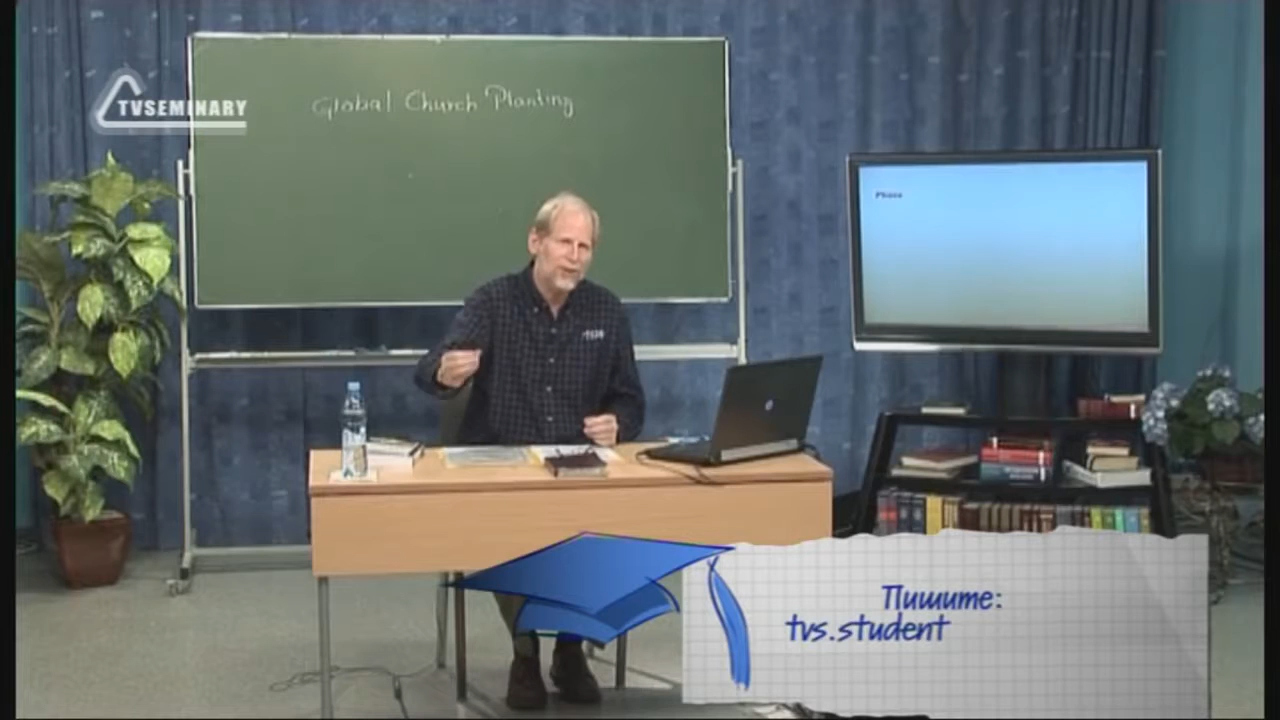 TVSEMINARY
Global Church Planting
Phase
Пишите:
tvs.student